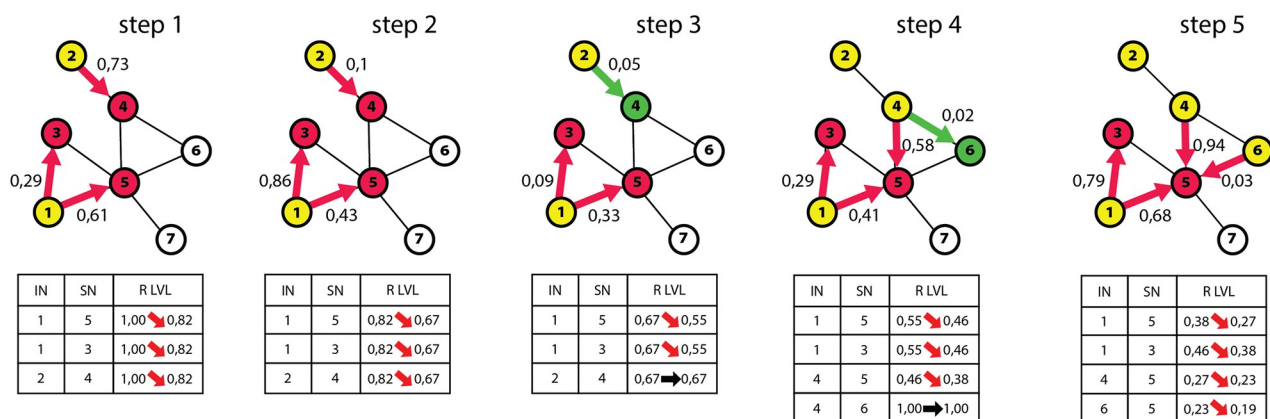 step 1
2
0,73
4
3
6
0,29
5
1
0,61
7
IN SN R LVL
1 5 1,00 0,82
1 3 1,00 0,82
2 4 1,00 0,82
step 2
2
0,1
4
3
6
0,86
5
1
0,43
7
IN SN R LVL
1 5 0,82 0,67
1 3 0,82 0,67
2 4 0,82 0,67
step 3
2
0,05
4
3
6
0,09
5
1
0,33
7
IN SN R LVL
1 5 0,67 0,55
1 3 0,67 0,55
2 4 0,67 0,67
step 4
2
4
0,02
3
0,58
6
0,29
5
1
0,41
7
IN SN R LVL
1 5 0,55 0,46
1 3 0,55 0,46
4 5 0,46 0,38
4 6 1,00 1,00
step 5
2
4
3
0,94
6
0,79
5
0,03
1
0,68
7
IN SN R LVL
1 5 0,38 0,27
1 3 0,46 0,38
4 5 0,27 0,23
6 5 0,23 0,19